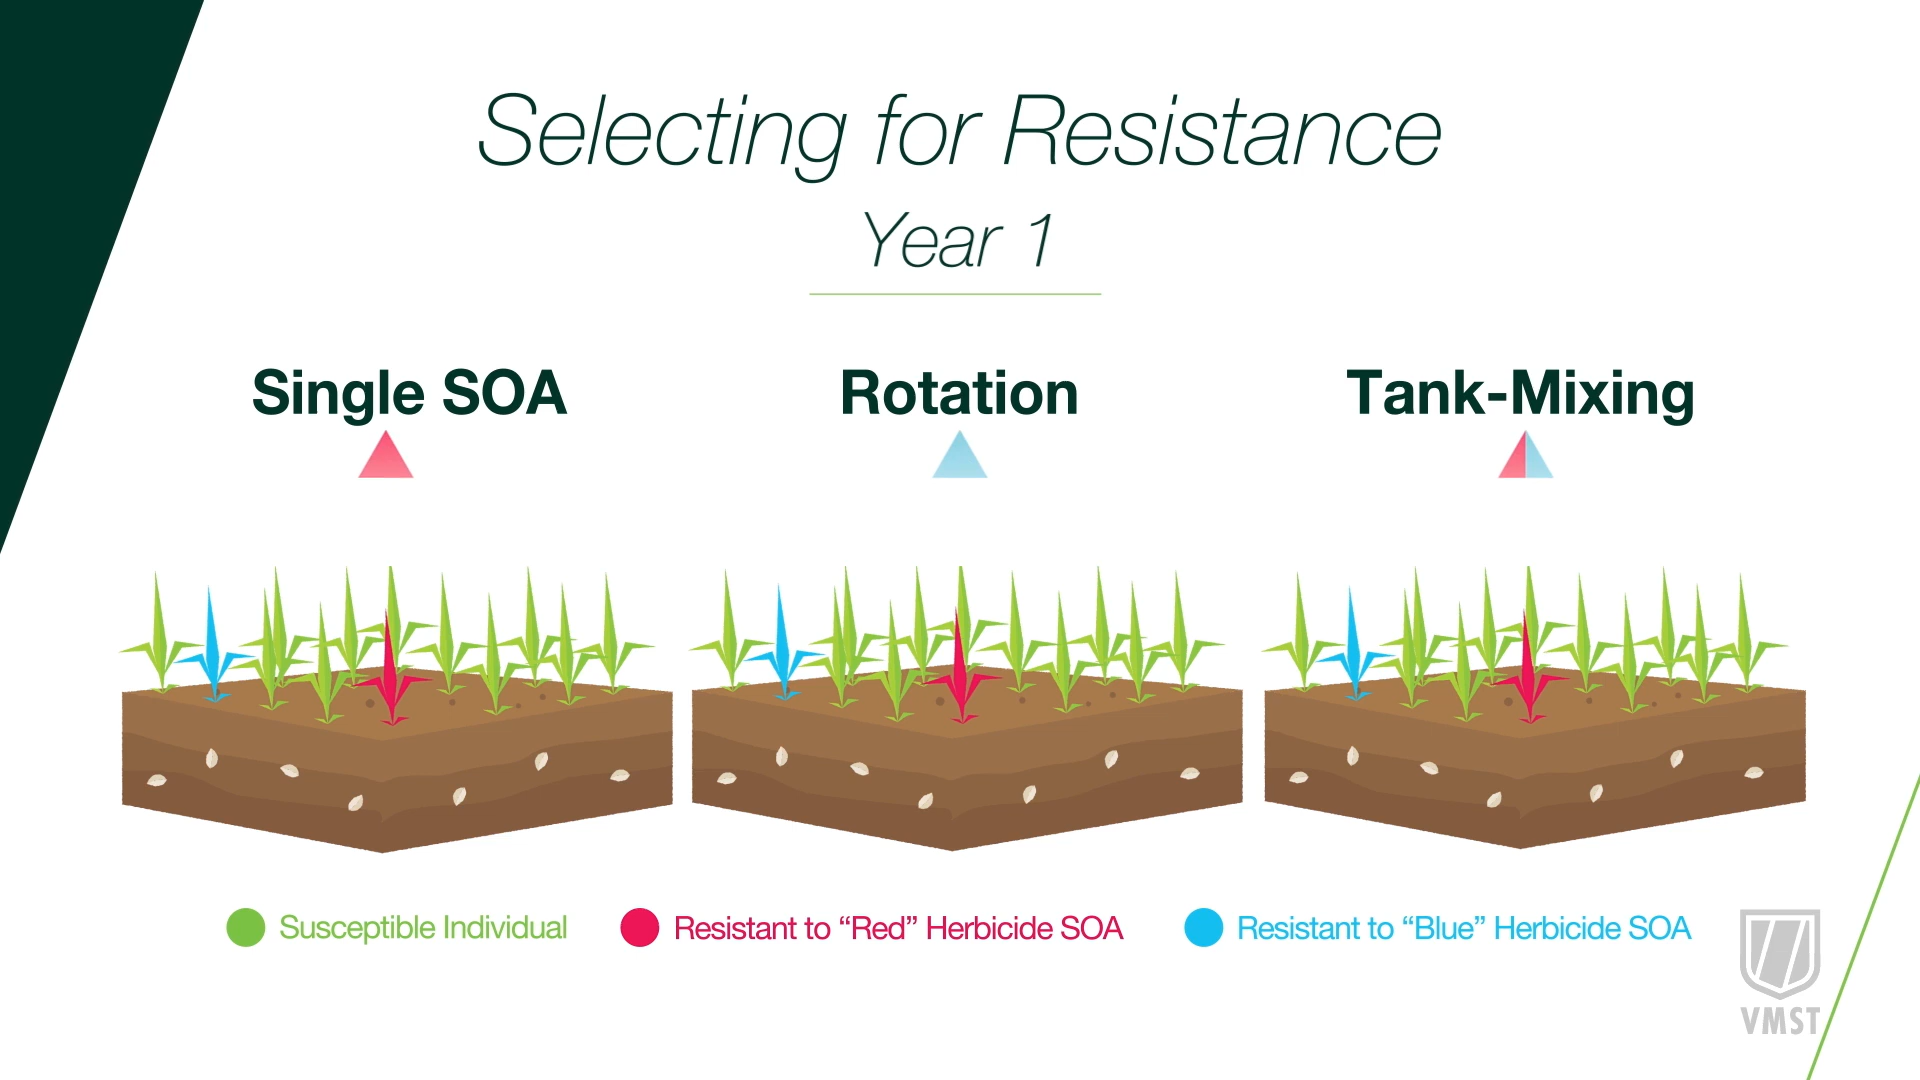 Selecting for Resistance
Year 1
Single SOA
Rotation
Tank-Mixing
Susceptible Individual
Resistant to “Red” Herbicide SOA
Resistant to “Blue” Herbicide SOA
VMST